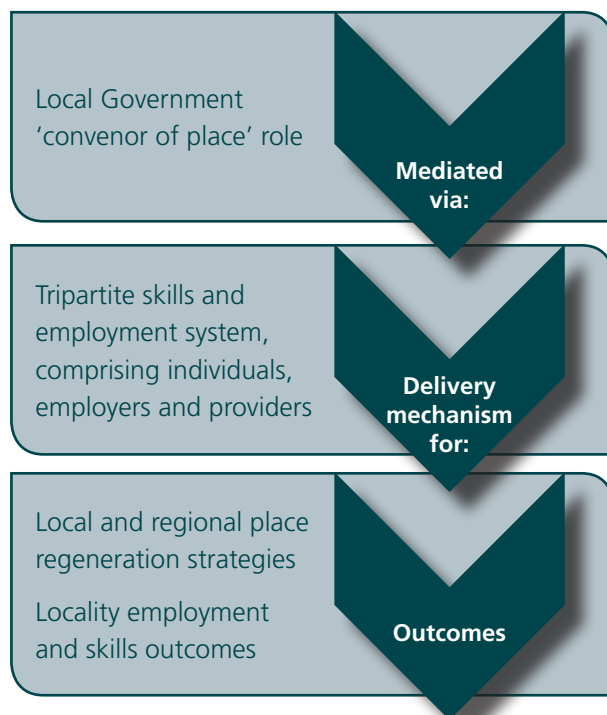 Local Government
‘convenor of place’ role
Mediated
via:
Tripartite skills and
employment system,
comprising individuals,
employers and providers
Delivery
mechanism
for:
Local and regional place
regeneration strategies
Locality employment
and skills outcomes
Outcomes